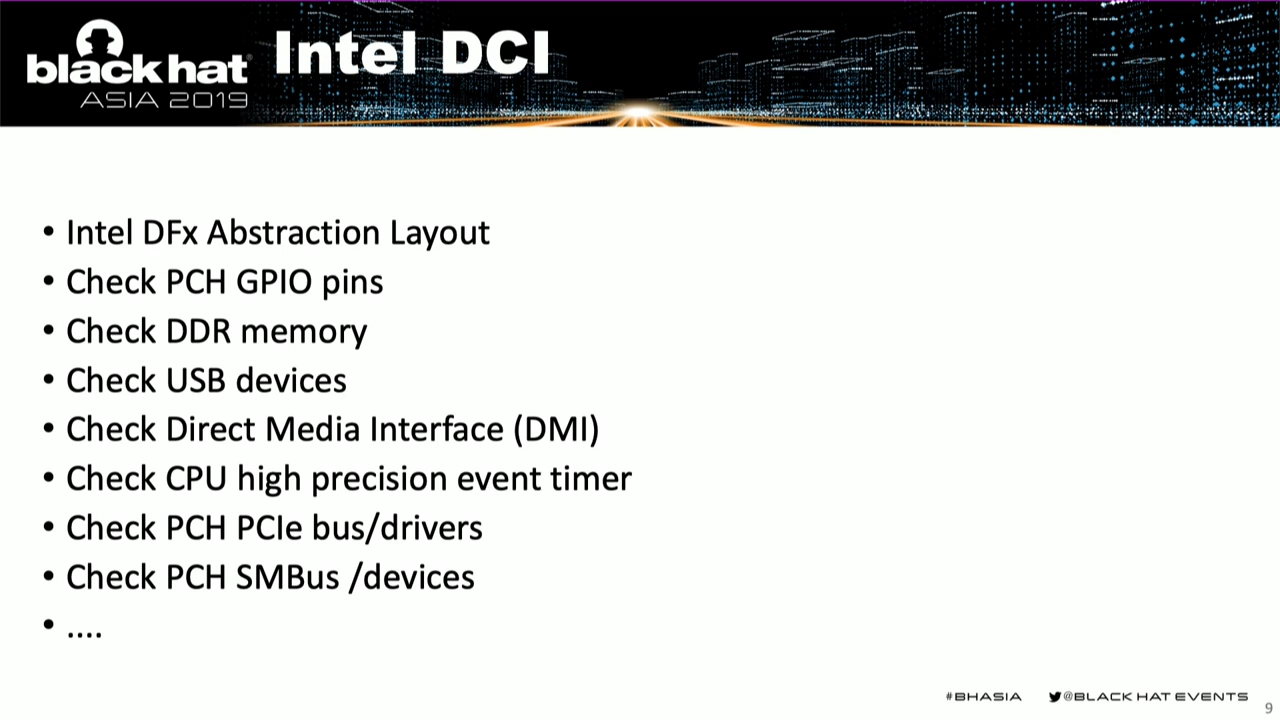 black hat
ASIA 2019
Intel DCI
• Intel DFx Abstraction Layout
• Check PCH GPIO pins
• Check DDR memory
• Check USB devices
• Check Direct Media Interface (DMI)
• Check CPU high precision event timer
• Check PCH PCIe bus/drivers
• Check PCH SMBus /devices
• ....
#BHASIA @BLACK HAT EVENTS
9